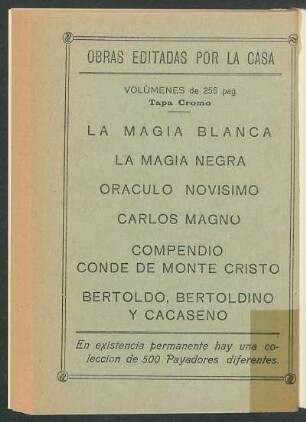 OBRAS EDITADAS POR LA CASA
VOLÚMENES de 256 pag.
Tapa Cromo
LA MAGIA BLANCA
LA MAGIA NEGRA
ORACULO NOVISIMO
CARLOS MAGNO
COMPENDIO
CONDE DE MONTE CRISTO
BERTOLDO, BERTOLDINO
Y CACASENO
En existencia permanente hay una co-
leccion de 500 Payadores diferentes.